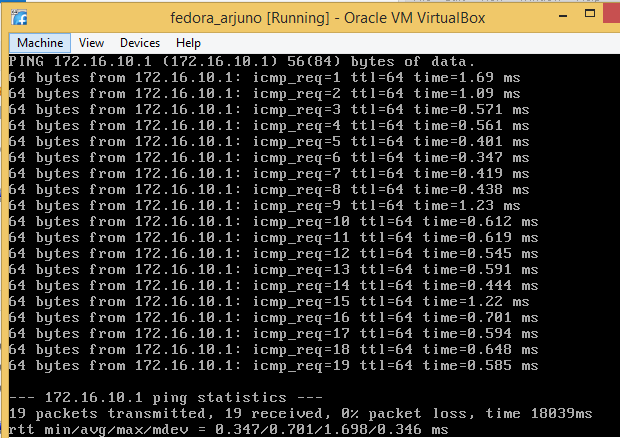 fedora_arjuno [Running] - Oracle VM VirtualBox
Machine View Devices Help
PING 172.16.10.1 (172.16.10.1) 56(84) bytes of data.
64 bytes from 172.16.10.1: icmp_req=1 ttl=64 time=1.69 ms
64 bytes from 172.16.10.1: icmp_req=2 ttl=64 time=1.09 ms
64 bytes from 172.16.10.1: icmp_req=3 ttl=64 time=0.571 ms
64 bytes from 172.16.10.1: icmp_req=4 ttl=64 time=0.561 ms
64 bytes from 172.16.10.1: icmp_req=5 ttl=64 time=0.401 ms
64 bytes from 172.16.10.1: icmp_req=6 ttl=64 time=0.347 ms
64 bytes from 172.16.10.1: icmp_req=7 ttl=64 time=0.419 ms
64 bytes from 172.16.10.1: icmp_req=8 ttl=64 time=0.438 ms
64 bytes from 172.16.10.1: icmp_req=9 ttl=64 time=1.23 ms
64 bytes from 172.16.10.1: icmp_req=10 ttl=64 time=0.612 ms
64 bytes from 172.16.10.1: icmp_req=11 ttl=64 time=0.619 ms
64 bytes from 172.16.10.1: icmp_req=12 ttl=64 time=0.545 ms
64 bytes from 172.16.10.1: icmp_req=13 ttl=64 time=0.591 ms
64 bytes from 172.16.10.1: icmp_req=14 ttl=64 time=0.444 ms
64 bytes from 172.16.10.1: icmp_req=15 ttl=64 time=1.22 ms
64 bytes from 172.16.10.1: icmp_req=16 ttl=64 time=0.701 ms
64 bytes from 172.16.10.1: icmp_req=17 ttl=64 time=0.594 ms
64 bytes from 172.16.10.1: icmp_req=18 ttl=64 time=0.648 ms
64 bytes from 172.16.10.1: icmp_req=19 ttl=64 time=0.585 ms
--- 172.16.10.1 ping statistics ---
19 packets transmitted, 19 received, 0% packet loss, time 18039ms
rtt min/avg/max/mdev = 0.347/0.701/1.698/0.346 ms